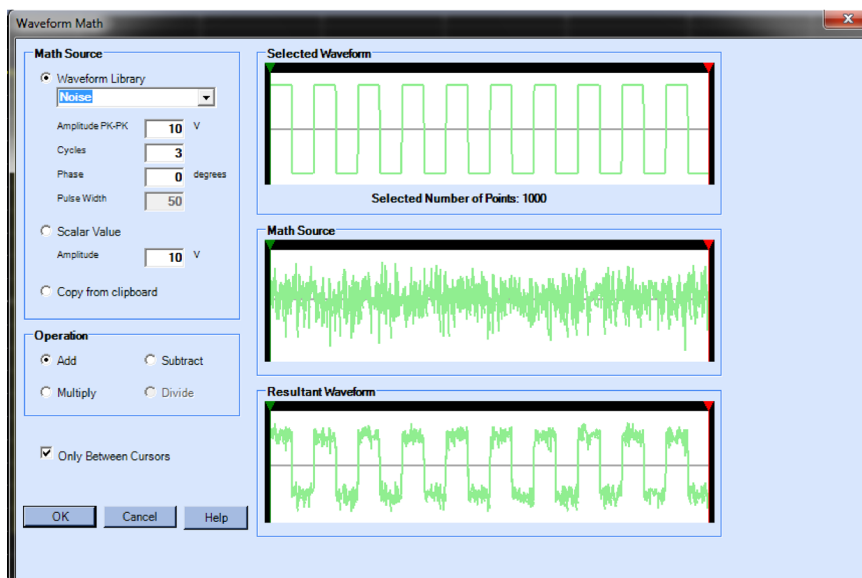 Waveform Math
Math Source
Waveform Library
Noise
Amplitude PK-PK 10 V
Cycles 3
Phase 0 degrees
Pulse Width 50
Scalar Value
Amplitude 10 V
Copy from clipboard
Operation
Add Subtract
Multiply Divide
Only Between Cursors
OK Cancel Help
Selected Waveform
Selected Number of Points: 1000
Math Source
Resultant Waveform